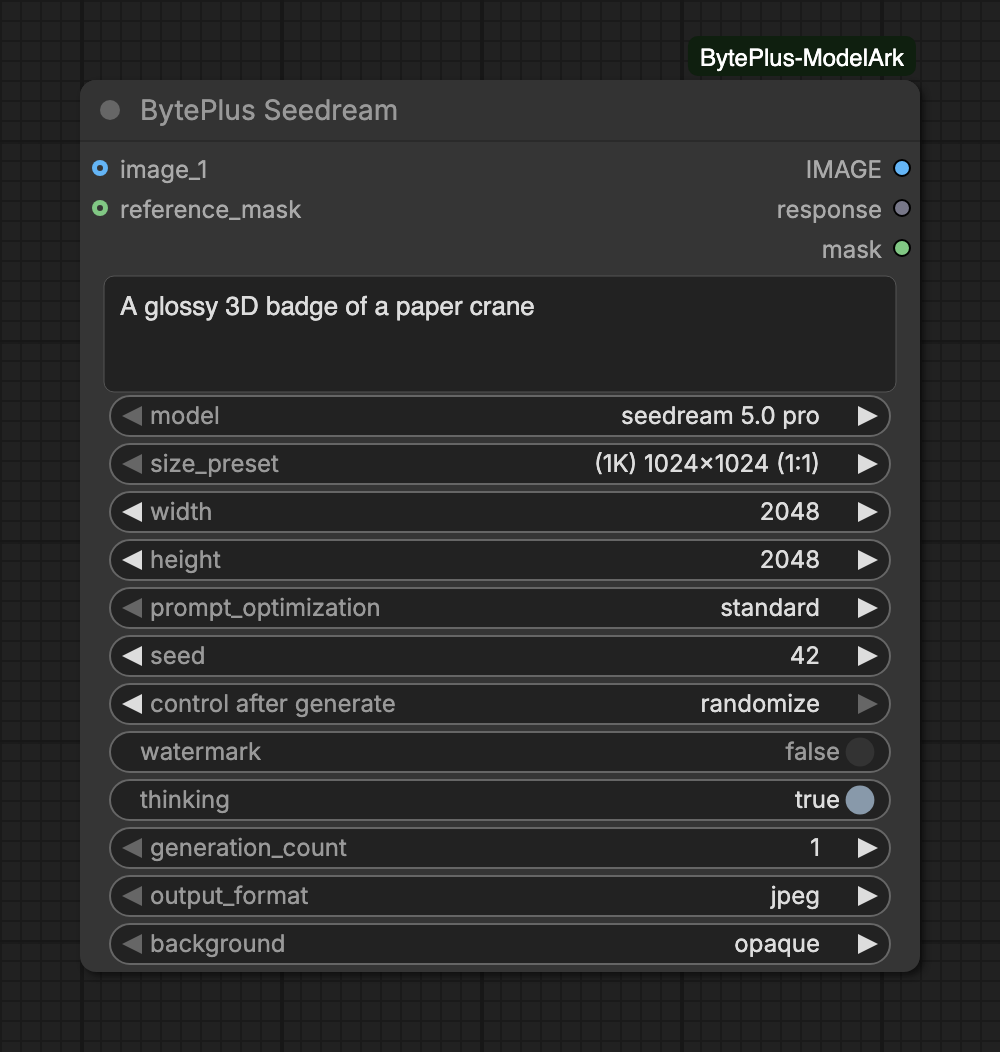 BytePlus-ModelArk
BytePlus Seedream
image_1 IMAGE
reference_mask response
mask
A glossy 3D badge of a paper crane
model seedream 5.0 pro
size_preset (1K) 1024×1024 (1:1)
width 2048
height 2048
prompt_optimization standard
seed 42
control after generate randomize
watermark false
thinking true
generation_count 1
output_format jpeg
background opaque